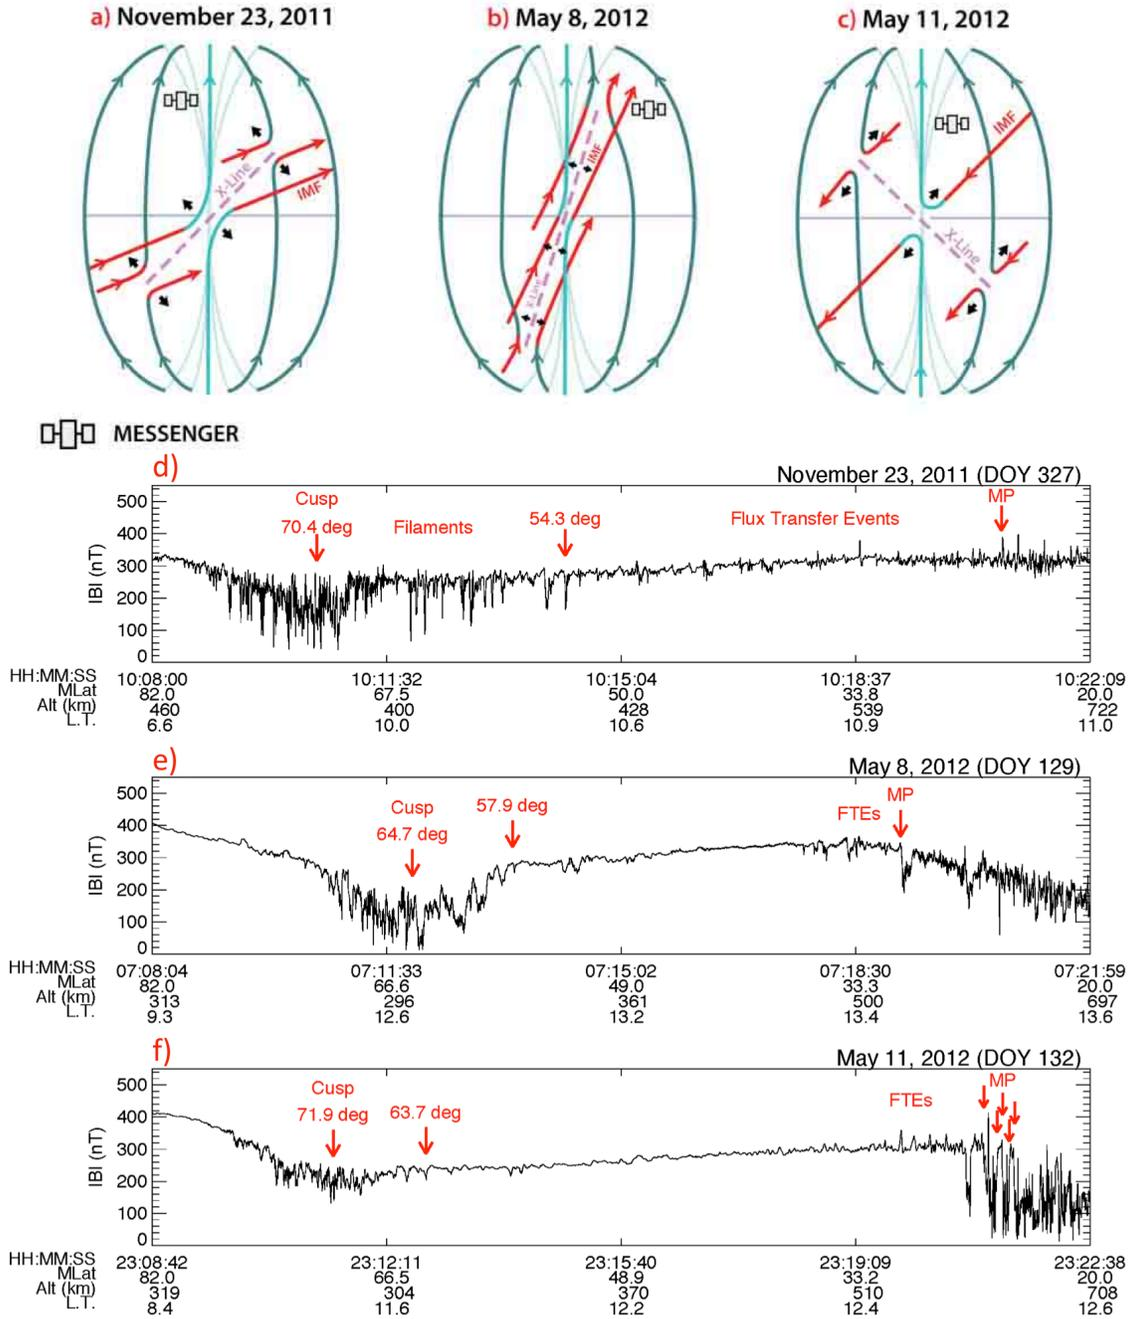 a) November 23, 2011
b) May 8, 2012
c) May 11, 2012
X-Line
IMF
IMF
X-Line
IMF
X-Line
MESSENGER
d)
November 23, 2011 (DOY 327)
Cusp
70.4 deg
Filaments
54.3 deg
Flux Transfer Events
MP
500
400
300
200
100
0
|B| (nT)
HH:MM:SS 10:08:00 10:11:32 10:15:04 10:18:37 10:22:09
MLat 82.0 67.5 50.0 33.8 20.0
Alt (km) 460 400 428 539 722
L.T. 6.6 10.0 10.6 10.9 11.0
e)
May 8, 2012 (DOY 129)
Cusp
64.7 deg
57.9 deg
FTEs
MP
500
400
300
200
100
0
|B| (nT)
HH:MM:SS 07:08:04 07:11:33 07:15:02 07:18:30 07:21:59
MLat 82.0 66.6 49.0 33.3 20.0
Alt (km) 313 296 361 500 697
L.T. 9.3 12.6 13.2 13.4 13.6
f)
May 11, 2012 (DOY 132)
Cusp
71.9 deg
63.7 deg
FTEs
MP
500
400
300
200
100
0
|B| (nT)
HH:MM:SS 23:08:42 23:12:11 23:15:40 23:19:09 23:22:38
MLat 82.0 66.5 48.9 33.2 20.0
Alt (km) 319 304 370 510 708
L.T. 8.4 11.6 12.2 12.4 12.6